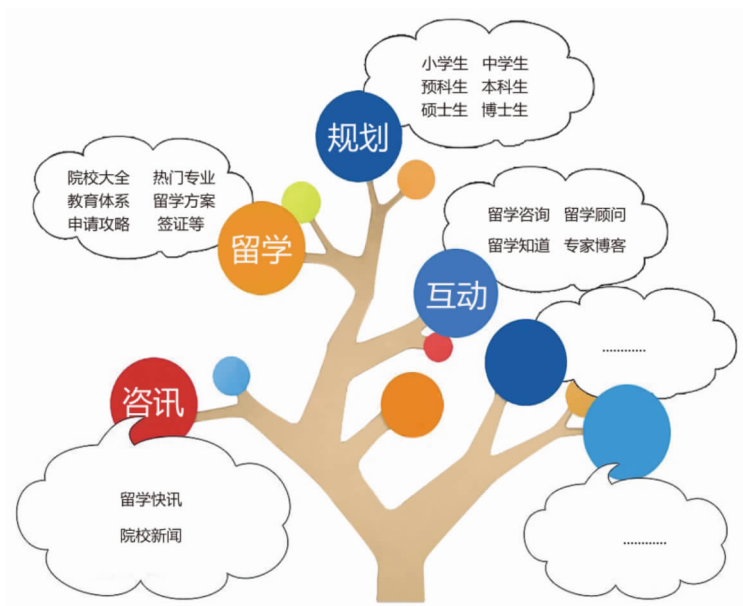 小学生 中学生
预科生 本科生
硕士生 博士生
规划
院校大全 热门专业
教育体系 留学方案
申请攻略 签证等
留学
留学咨询 留学顾问
留学知道 专家博客
互动
............
咨讯
留学快讯
院校新闻
............